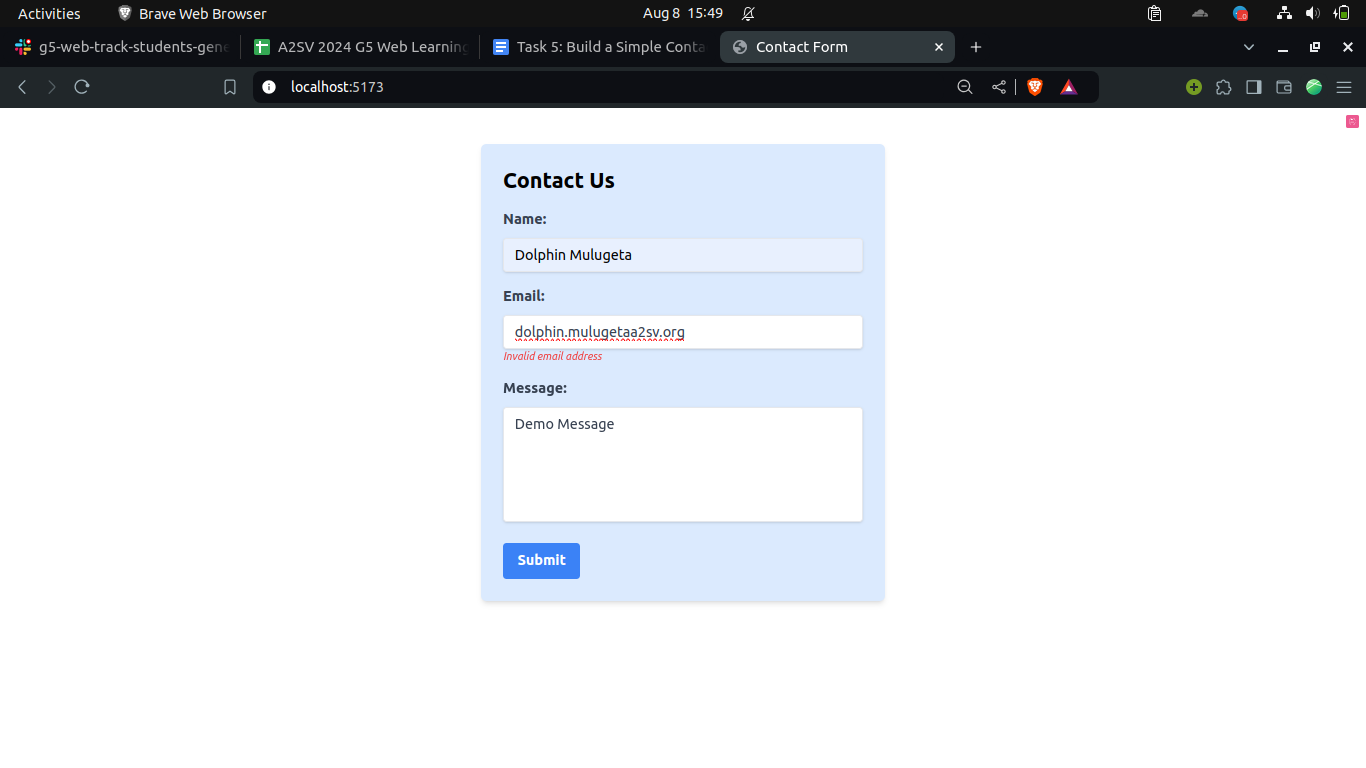 Activities Brave Web Browser Aug 8 15:49
g5-web-track-students-gene A2SV 2024 G5 Web Learning Task 5: Build a Simple Conta Contact Form
localhost:5173
Contact Us
Name:
Dolphin Mulugeta
Email:
dolphin.mulugetaa2sv.org
Invalid email address
Message:
Demo Message
Submit